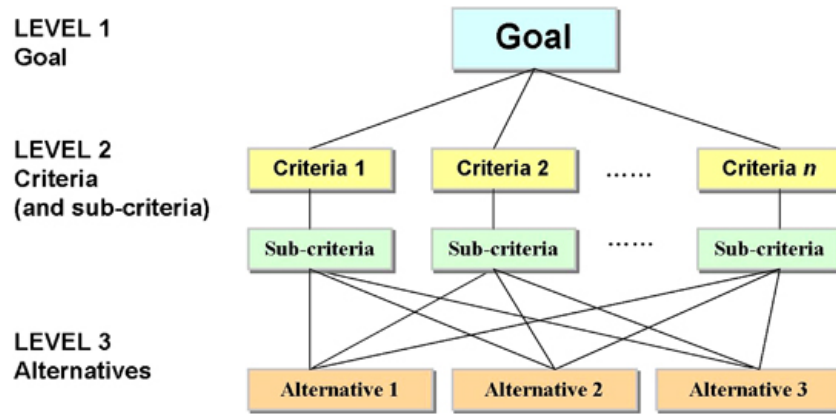 LEVEL 1
Goal
Goal
LEVEL 2
Criteria
(and sub-criteria)
Criteria 1
Criteria 2
......
Criteria n
Sub-criteria
Sub-criteria
......
Sub-criteria
LEVEL 3
Alternatives
Alternative 1
Alternative 2
Alternative 3